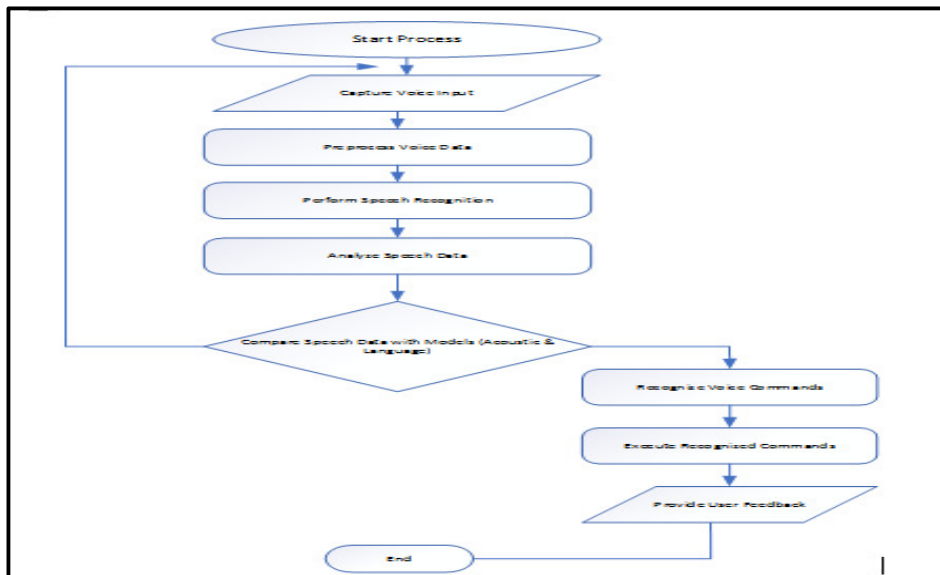 Start Process
Capture Voice Input
Preprocess Voice Data
Perform Speech Recognition
Analyse Speech Data
Compare Speech Data with Models (Acoustic &
Language)
Recognise Voice Commands
Execute Recognized Commands
Provide User Feedback
End